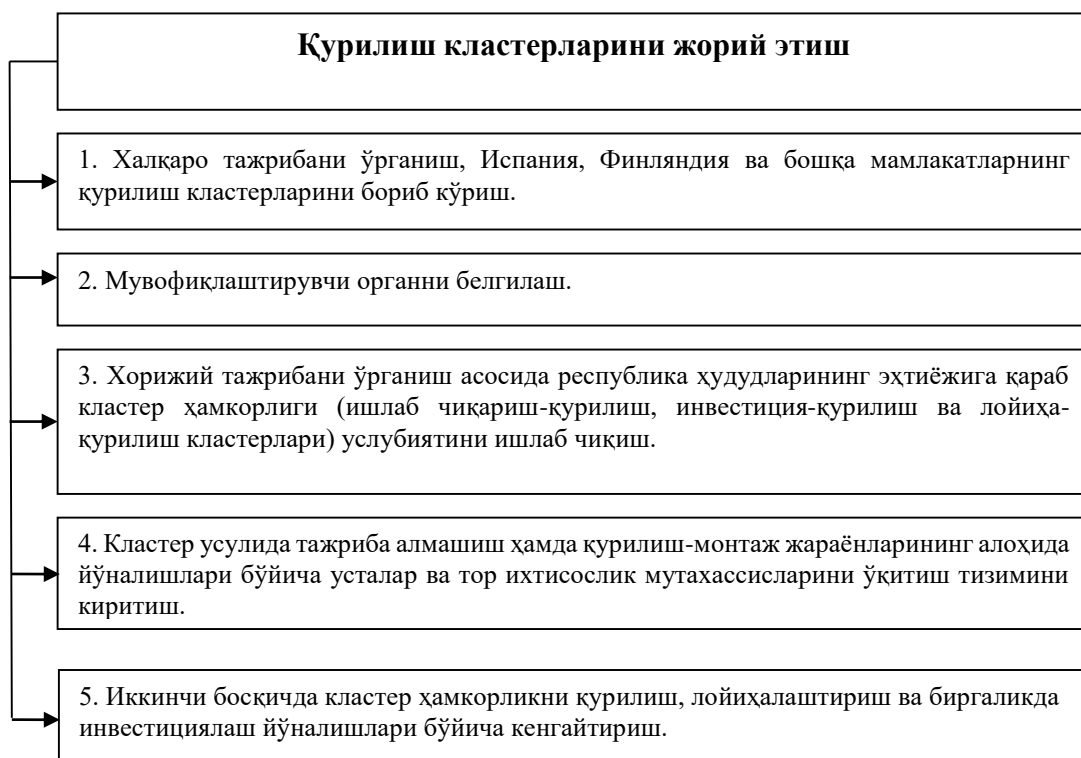 Қурилиш кластерларини жорий этиш
1. Халқаро тажрибани ўрганиш, Испания, Финляндия ва бошқа мамлакатларнинг
қурилиш кластерларини бориб кўриш.
2. Мувофиқлаштирувчи органни белгилаш.
3. Хорижий тажрибани ўрганиш асосида республика ҳудудларининг эҳтиёжига қараб
кластер ҳамкорлиги (ишлаб чиқариш-қурилиш, инвестиция-қурилиш ва лойиҳа-
қурилиш кластерлари) услубиятини ишлаб чиқиш.
4. Кластер усулида тажриба алмашиш ҳамда қурилиш-монтаж жараёнларининг алоҳида
йўналишлари бўйича усталар ва тор ихтисослик мутахассисларини ўқитиш тизимини
киритиш.
5. Иккинчи босқичда кластер ҳамкорликни қурилиш, лойиҳалаштириш ва биргаликда
инвестициялаш йўналишлари бўйича кенгайтириш.